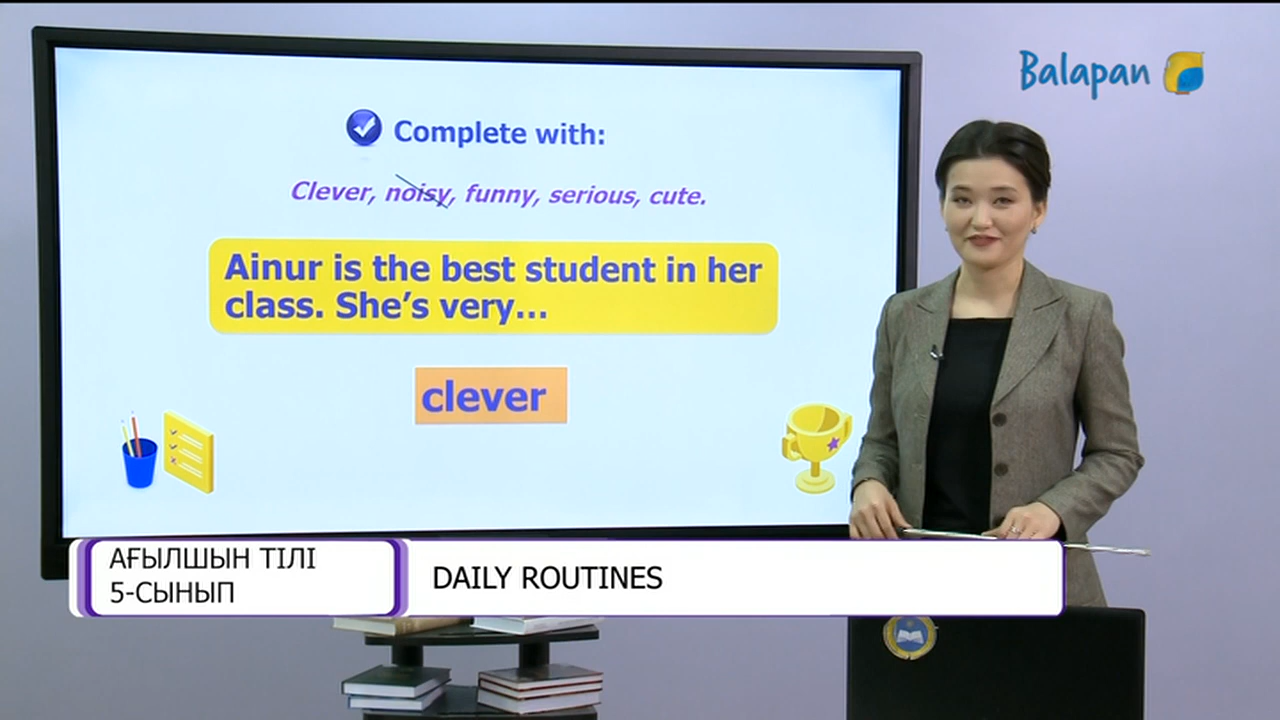 Balapan
Complete with:
Clever, noisy, funny, serious, cute.
Ainur is the best student in her
class. She's very...
clever
АҒЫЛШЫН ТІЛІ
5-СЫНЫП
DAILY ROUTINES